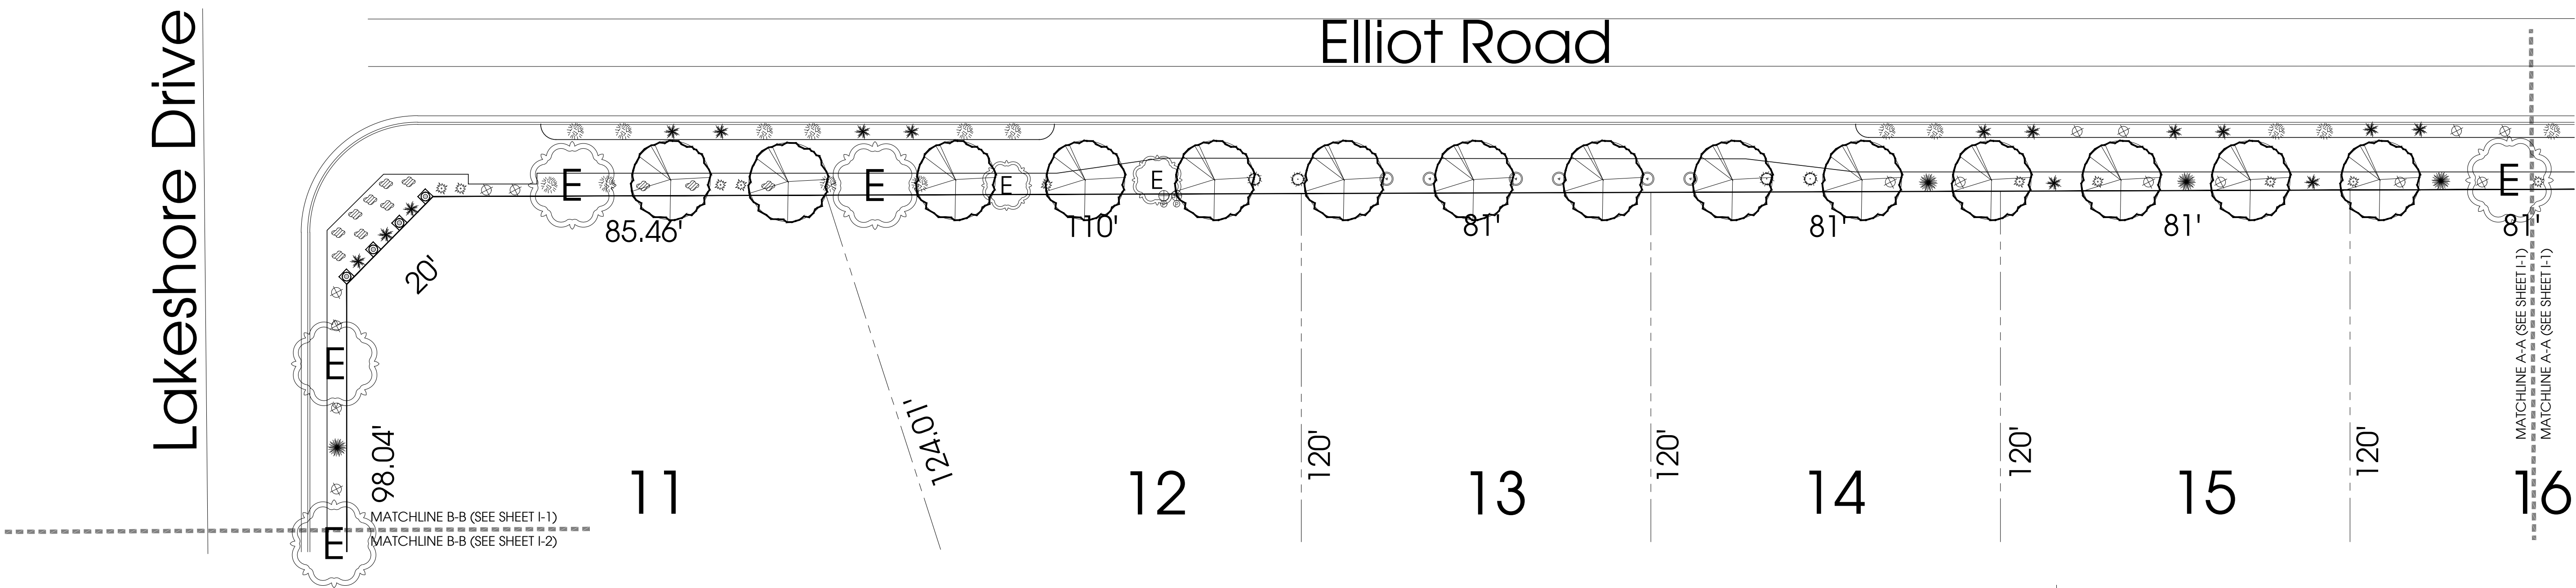 Elliot Road
Lakeshore Drive
E
E
E
E
E
85.46'
110'
81'
81'
81'
81'
20'
E
98.04'
124.01'
120'
120'
120'
120'
MATCHLINE A-A (SEE SHEET I-1)
MATCHLINE A-A (SEE SHEET I-1)
11
12
13
14
15
16
MATCHLINE B-B (SEE SHEET I-1)
MATCHLINE B-B (SEE SHEET I-2)
E